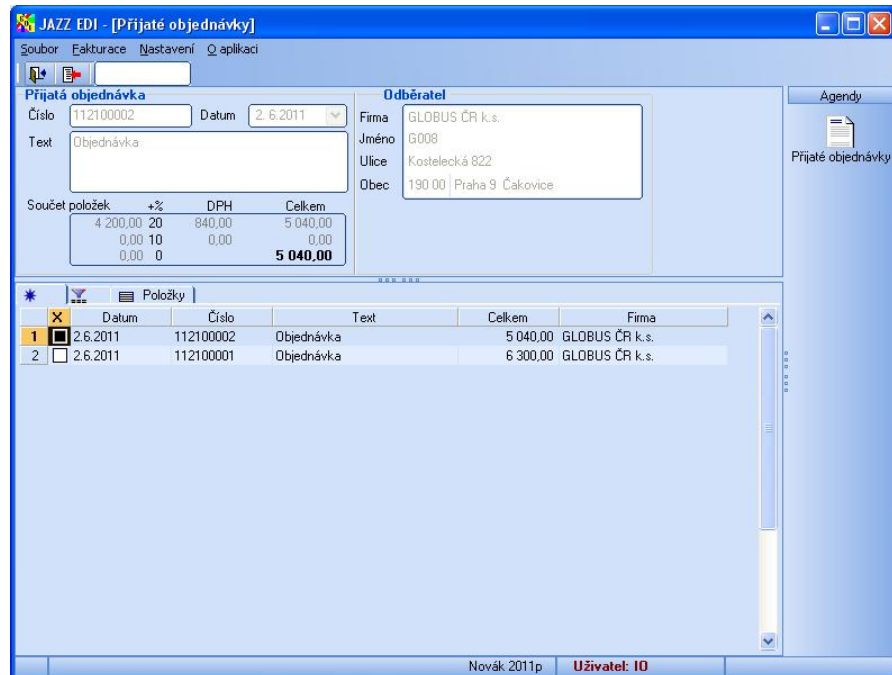 JAZZ EDI - [Přijaté objednávky]
Soubor Fakturace Nastavení O aplikaci
Přijatá objednávka
Číslo 112100002 Datum 2. 6.2011
Text Objednávka
Součet položek +% DPH Celkem
4 200,00 20 840,00 5 040,00
0,00 10 0,00 0,00
0,00 0 5 040,00
Odběratel
Firma GLOBUS ČR k.s.
Jméno G008
Ulice Kostelecká 822
Obec 190 00 Praha 9 Čakovice
Agendy
Přijaté objednávky
Položky
X Datum Číslo Text Celkem Firma
1 2.6.2011 112100002 Objednávka 5 040,00 GLOBUS ČR k.s.
2 2.6.2011 112100001 Objednávka 6 300,00 GLOBUS ČR k.s.
Novák 2011p Uživatel: IO